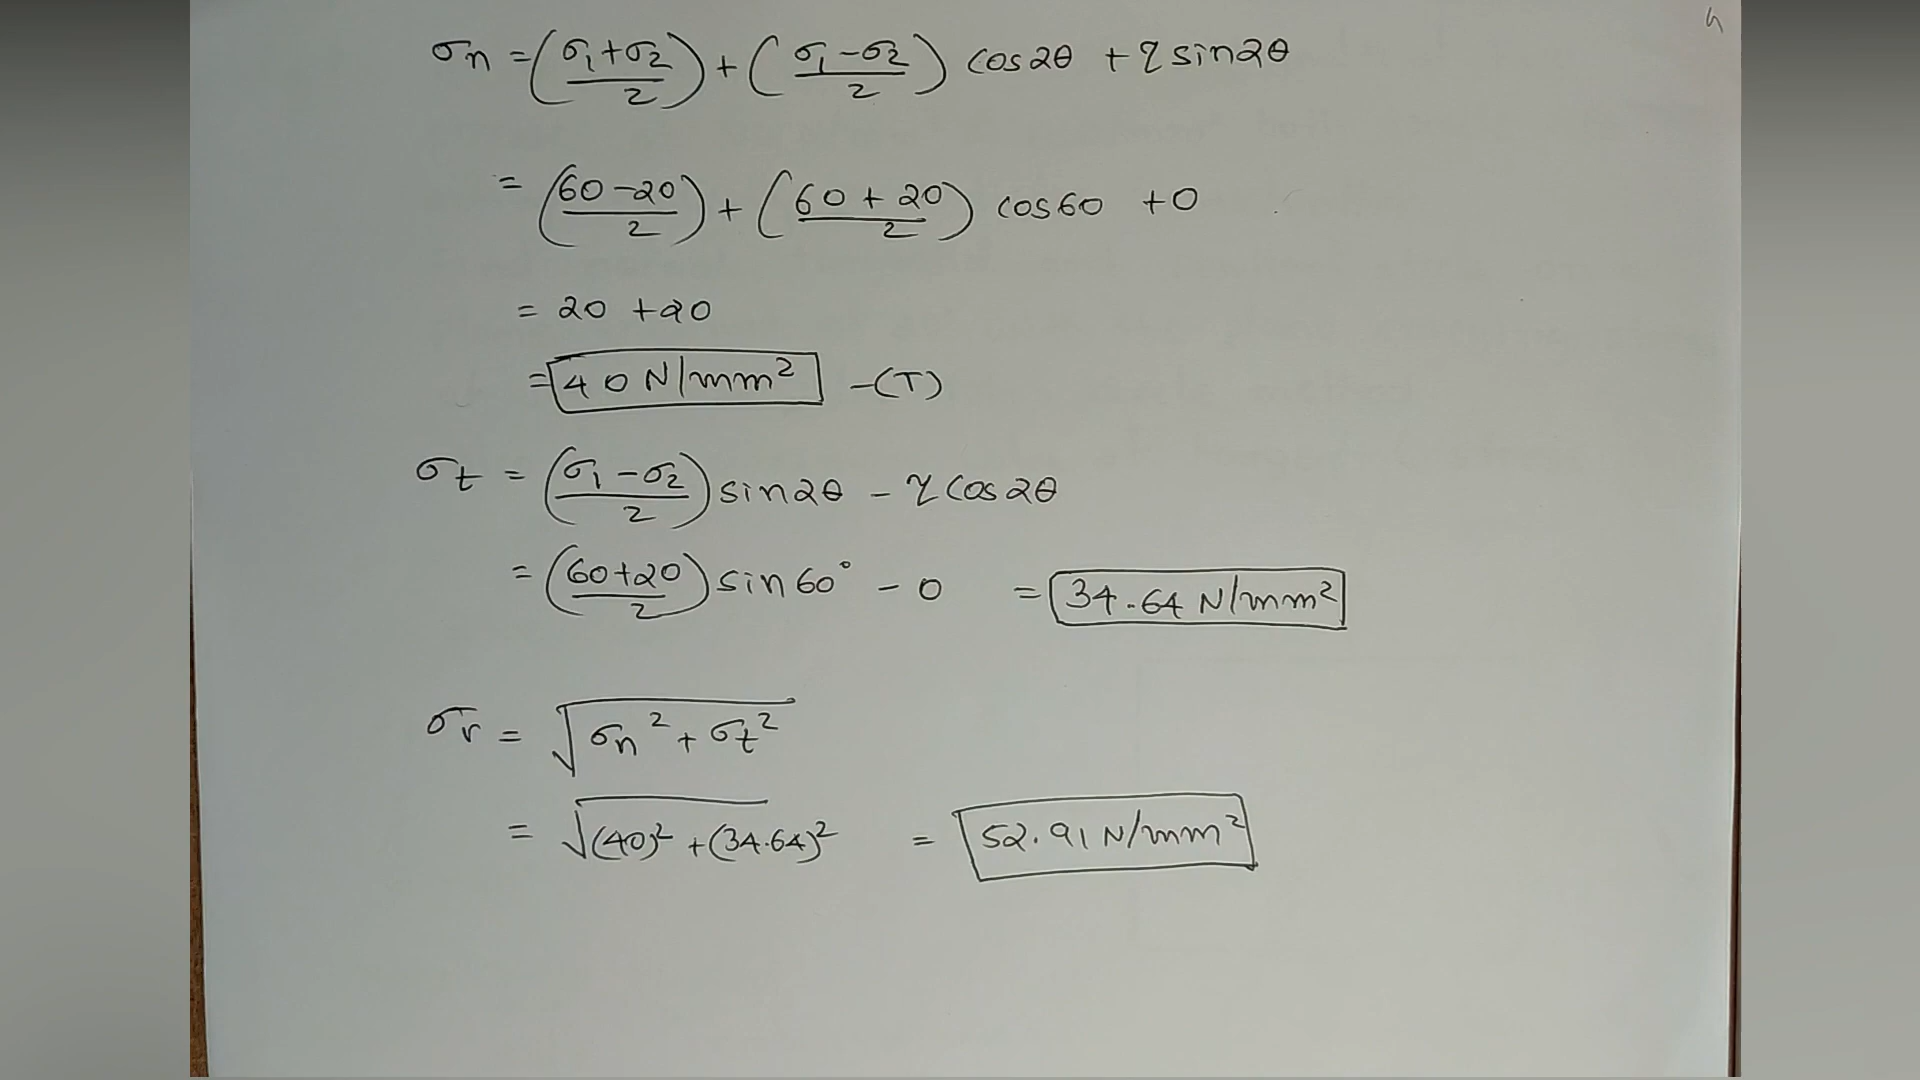 σn = (σ1+σ2/2) + (σ1-σ2/2) cos2θ + τ sin2θ
= (60-20/2) + (60+20/2) cos60 +0
= 20 +20
= 40 N/mm² -(T)
σt = (σ1-σ2/2) sin2θ - τ cos2θ
= (60+20/2) sin60° - 0 = 34.64 N/mm²
σr = √σn² + σt²
= √(40)² + (34.64)² = 52.91 N/mm²